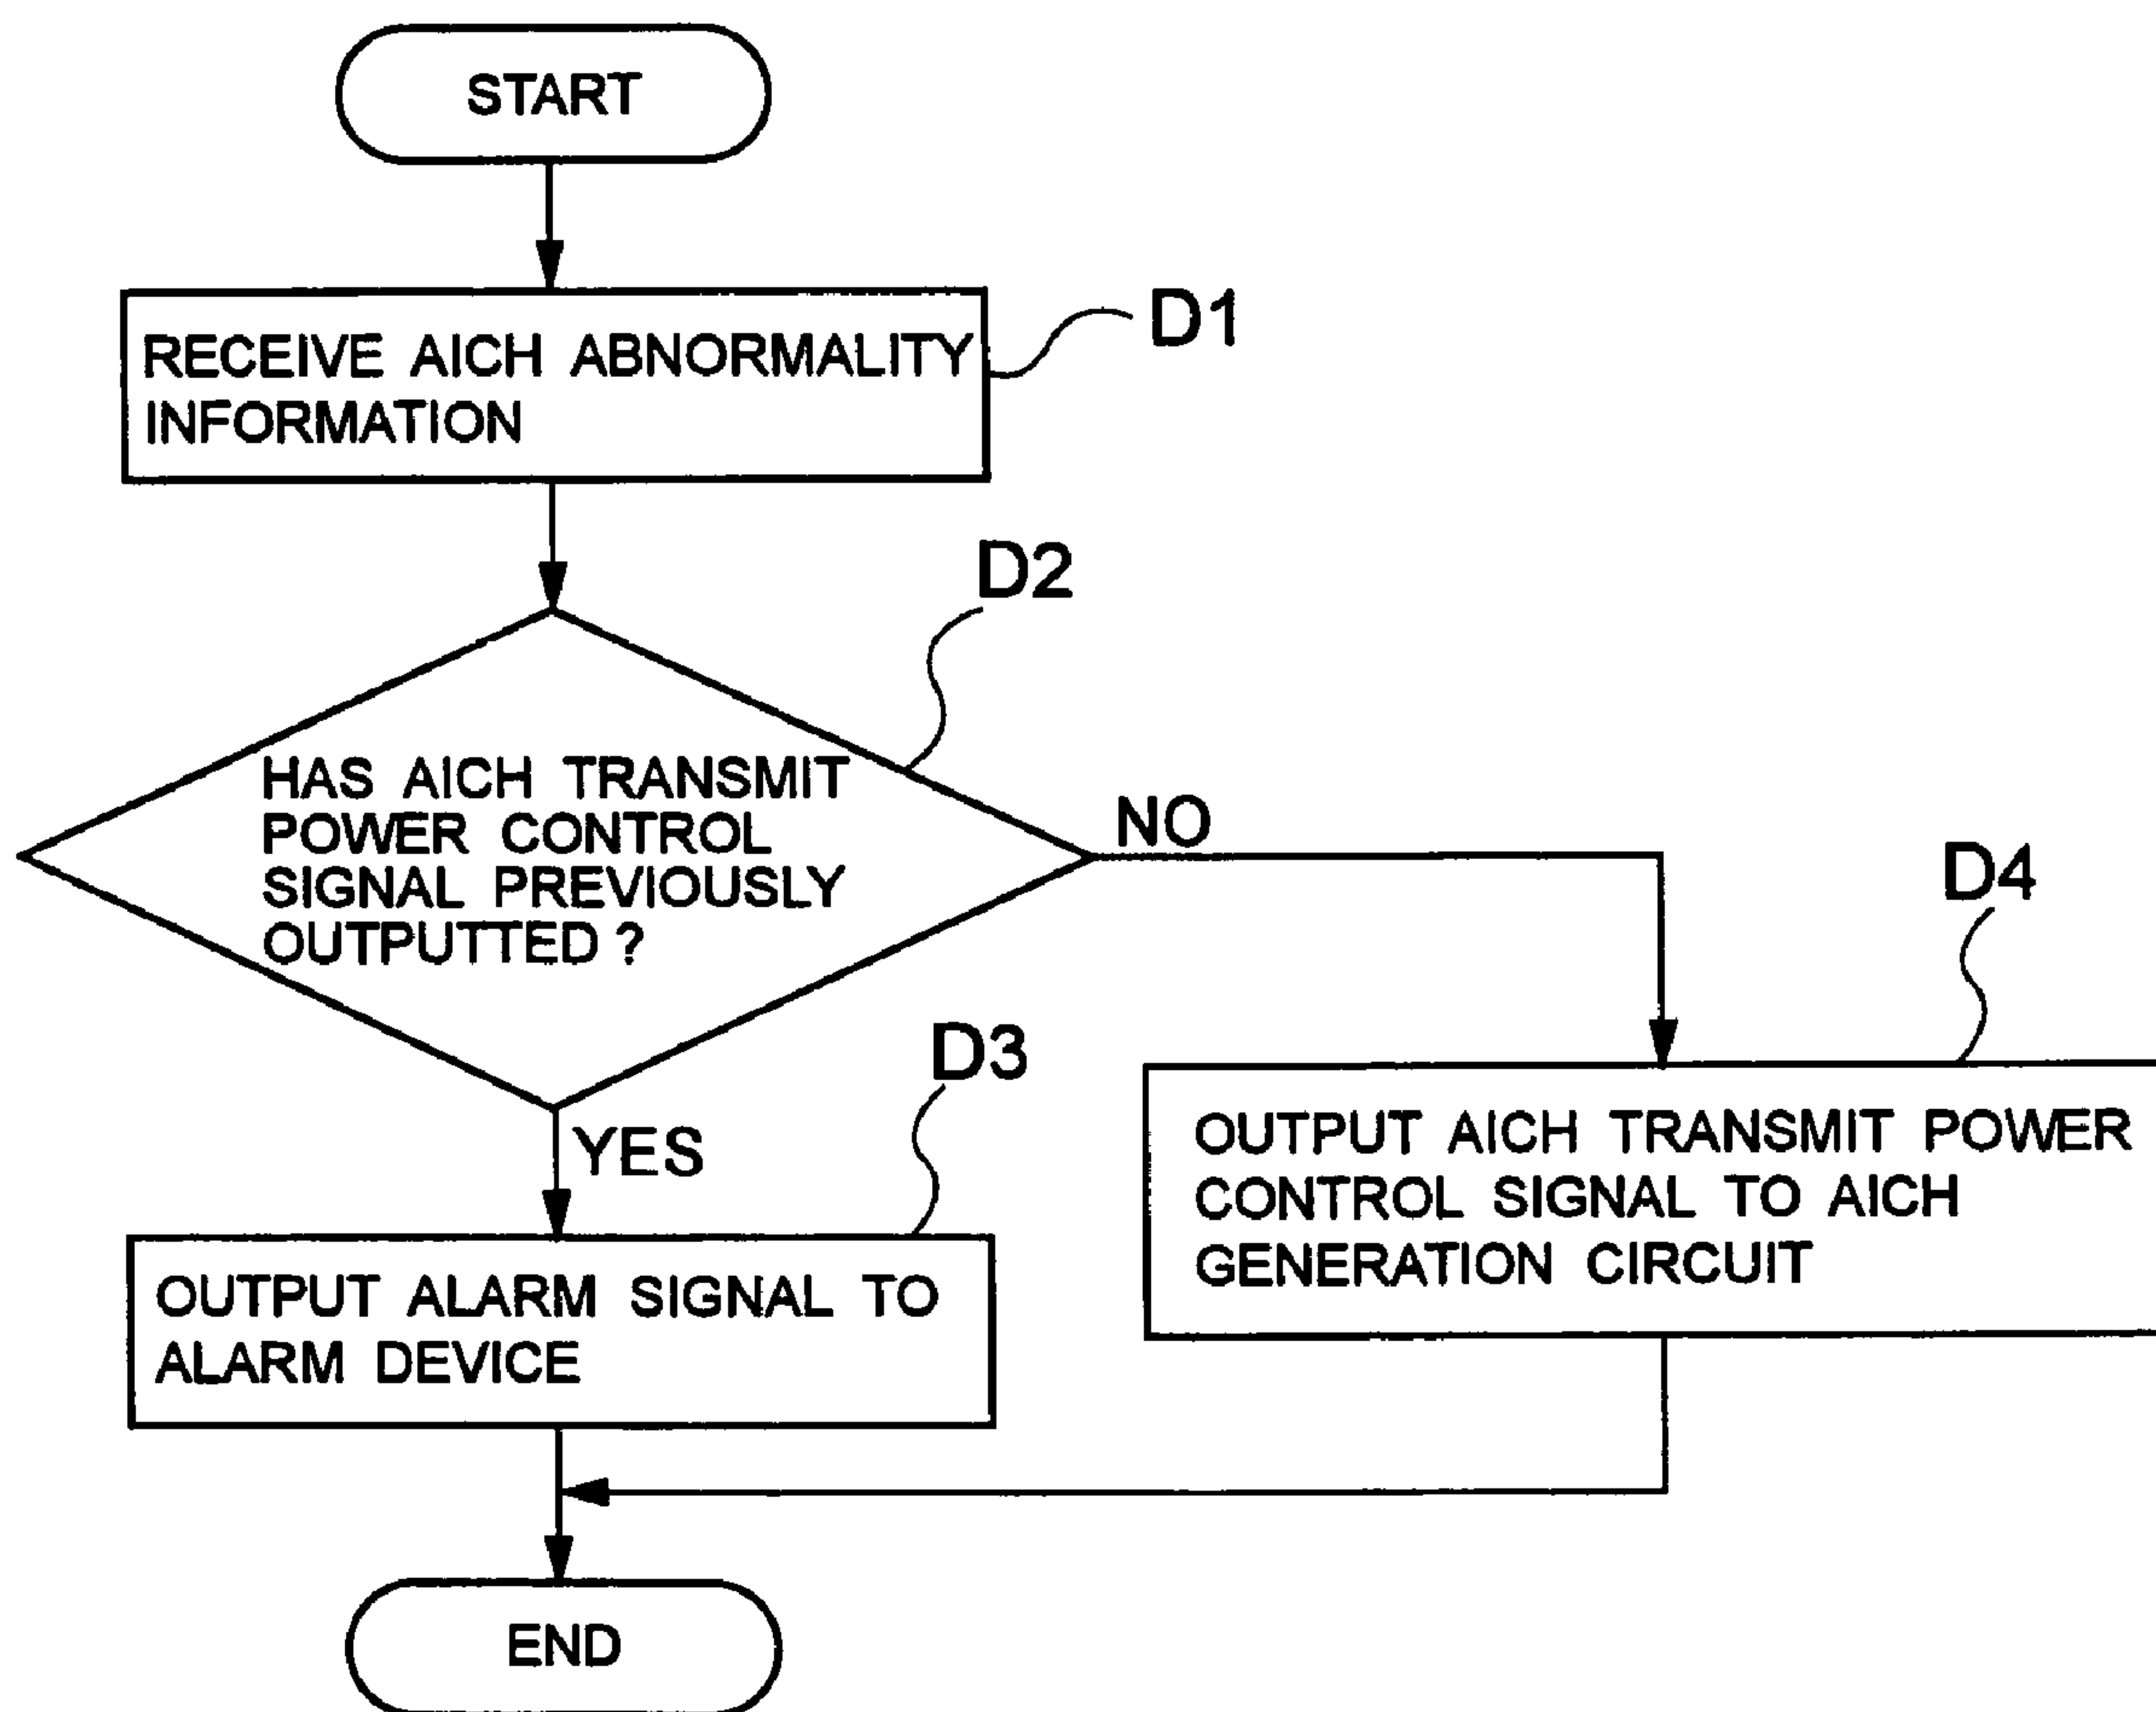 START
RECEIVE AICH ABNORMALITY
INFORMATION
D1
D2
HAS AICH TRANSMIT
POWER CONTROL
SIGNAL PREVIOUSLY
OUTPUTTED ?
NO
YES
D3
OUTPUT ALARM SIGNAL TO
ALARM DEVICE
D4
OUTPUT AICH TRANSMIT POWER
CONTROL SIGNAL TO AICH
GENERATION CIRCUIT
END